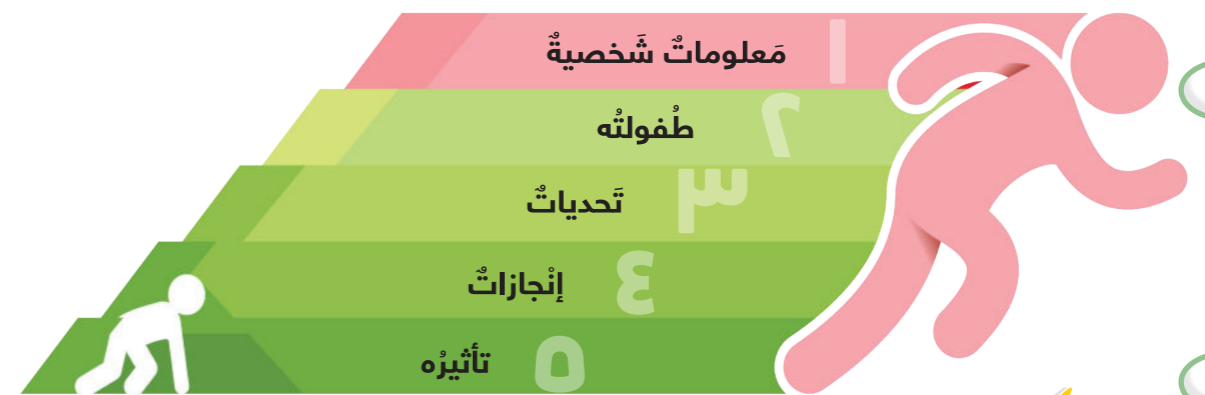 ١ مَعلوماتٌ شَخصيةٌ
٢ طُفولتُه
٣ تَحدياتٌ
٤ إنْجازاتٌ
٥ تأثيرُه